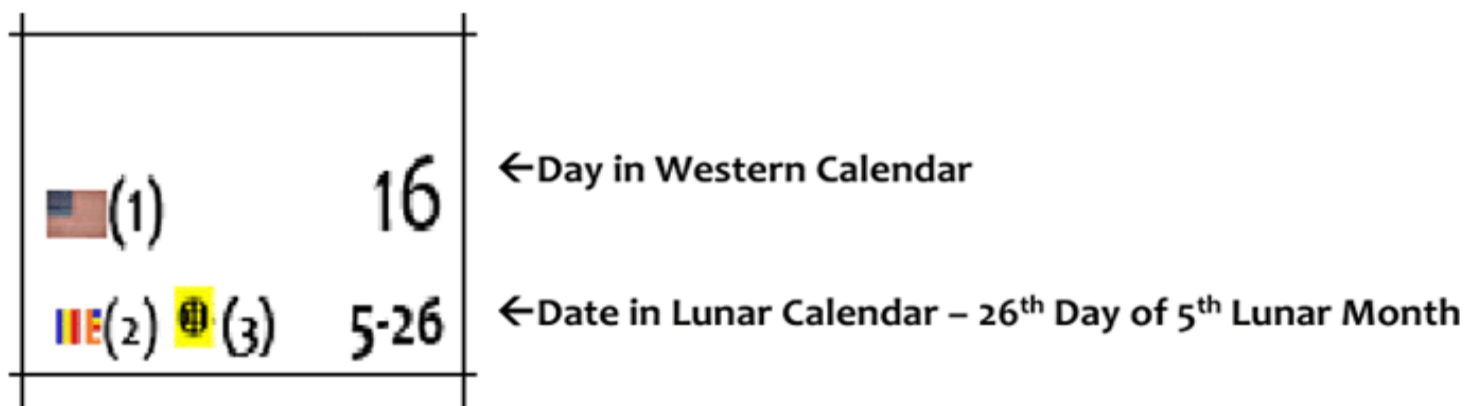 ←Day in Western Calendar
(1) 16
(2) (3) 5-26
←Date in Lunar Calendar – 26th Day of 5th Lunar Month